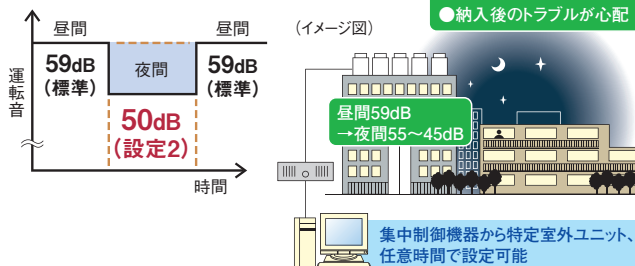 ●納入後のトラブルが心配
昼間
昼間
(イメージ図)
運転音
59dB
(標準)
夜間
59dB
(標準)
50dB
(設定2)
時間
昼間59dB
→夜間55〜45dB
集中制御機器から特定室外ユニット、
任意時間で設定可能